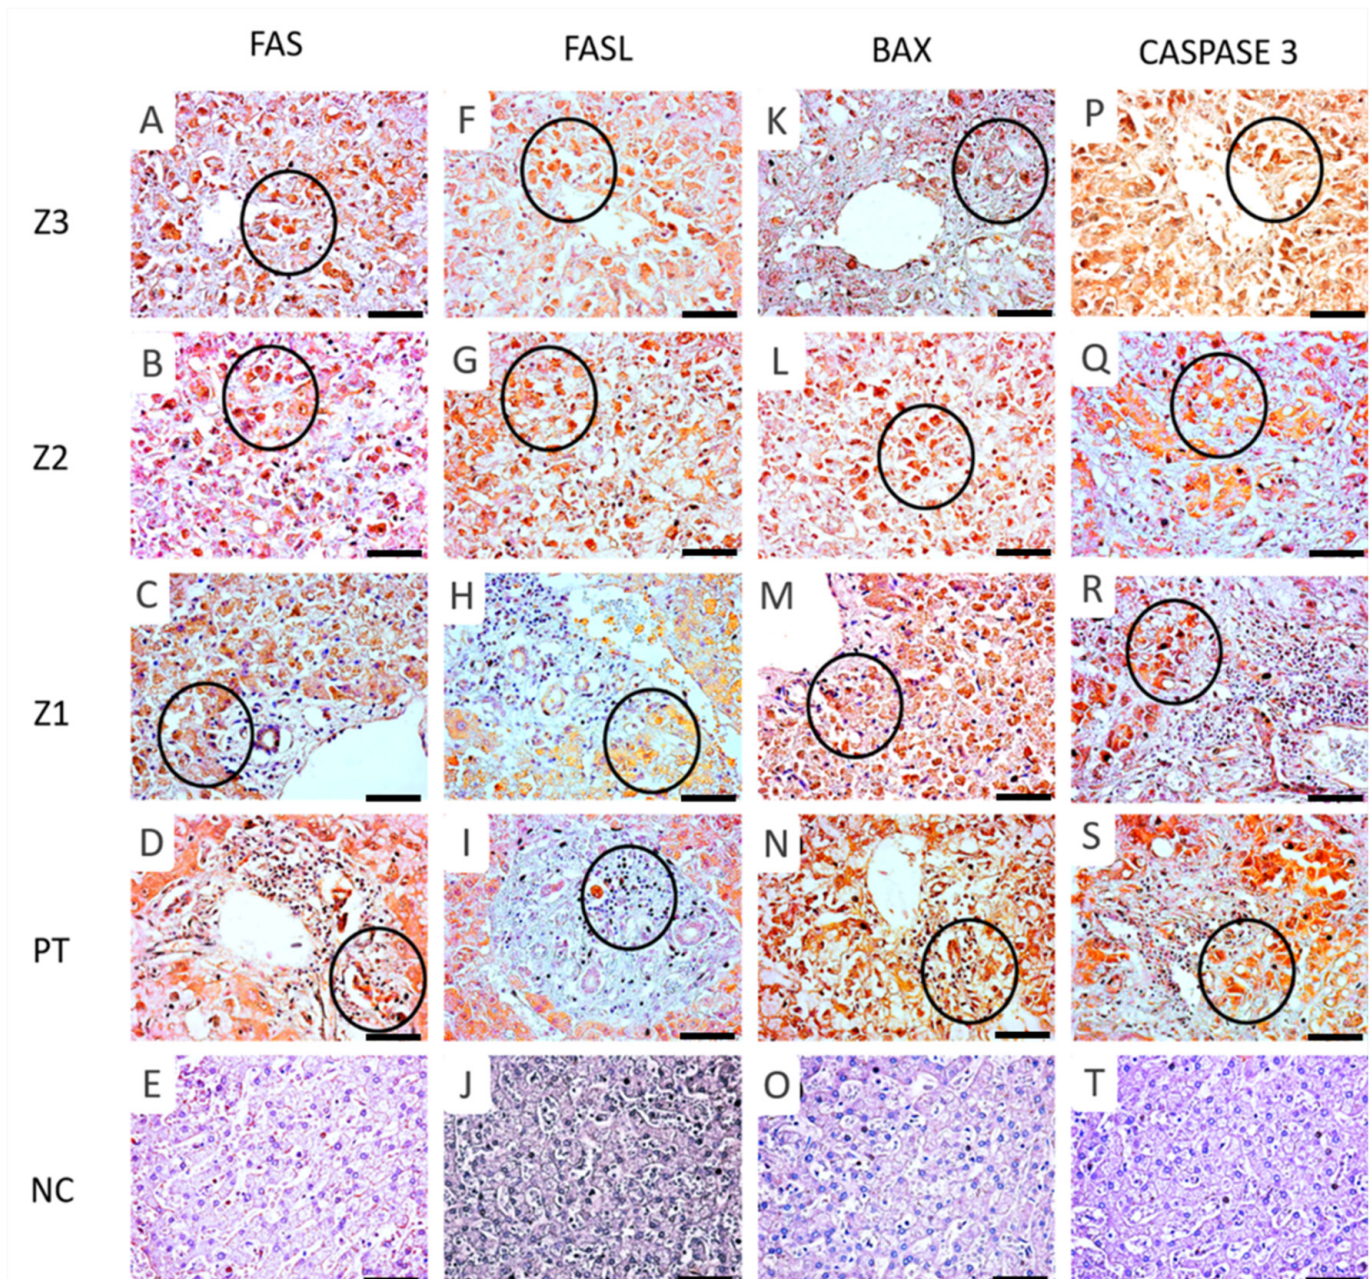 FAS FASL BAX CASPASE 3
Z3 A F K P
Z2 B G L Q
Z1 C H M R
PT D I N S
NC E J O T